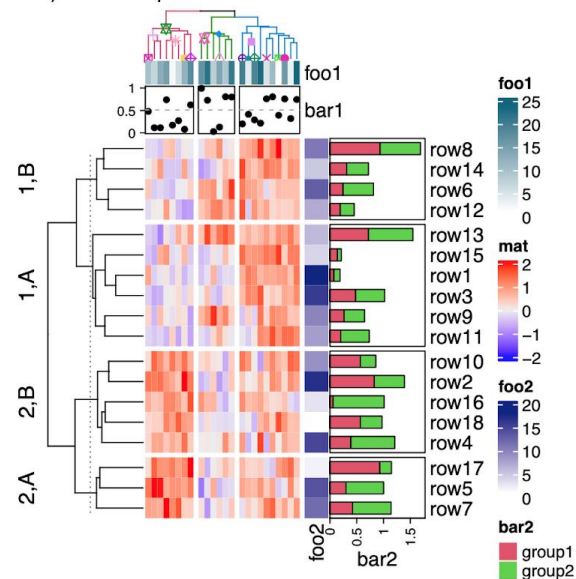 foo1
bar1
1
0.5
0
1,B
1,A
2,B
2,A
row8
row14
row6
row12
row13
row15
row1
row3
row9
row11
row10
row2
row16
row18
row4
row17
row5
row7
foo2
0
0.5
1
1.5
bar2
foo1
25
20
15
10
5
0
mat
2
1
0
−1
−2
foo2
20
15
10
5
0
bar2
group1
group2